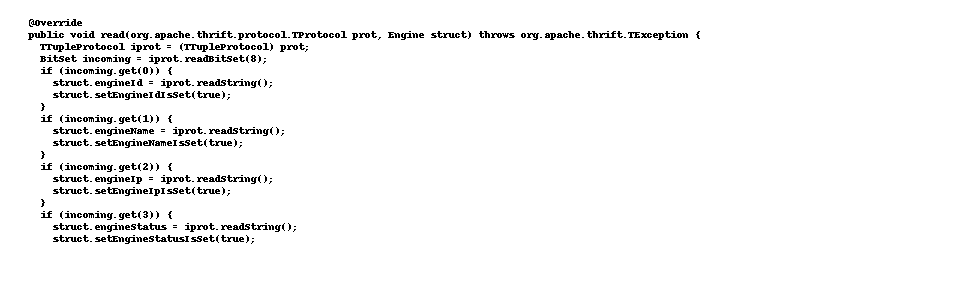 @Override
public void read(org.apache.thrift.protocol.TProtocol prot, Engine struct) throws org.apache.thrift.TException {
TTupleProtocol iprot = (TTupleProtocol) prot;
BitSet incoming = iprot.readBitSet(8);
if (incoming.get(0)) {
struct.engineId = iprot.readString();
struct.setEngineIdIsSet(true);
}
if (incoming.get(1)) {
struct.engineName = iprot.readString();
struct.setEngineNameIsSet(true);
}
if (incoming.get(2)) {
struct.engineIp = iprot.readString();
struct.setEngineIpIsSet(true);
}
if (incoming.get(3)) {
struct.engineStatus = iprot.readString();
struct.setEngineStatusIsSet(true);